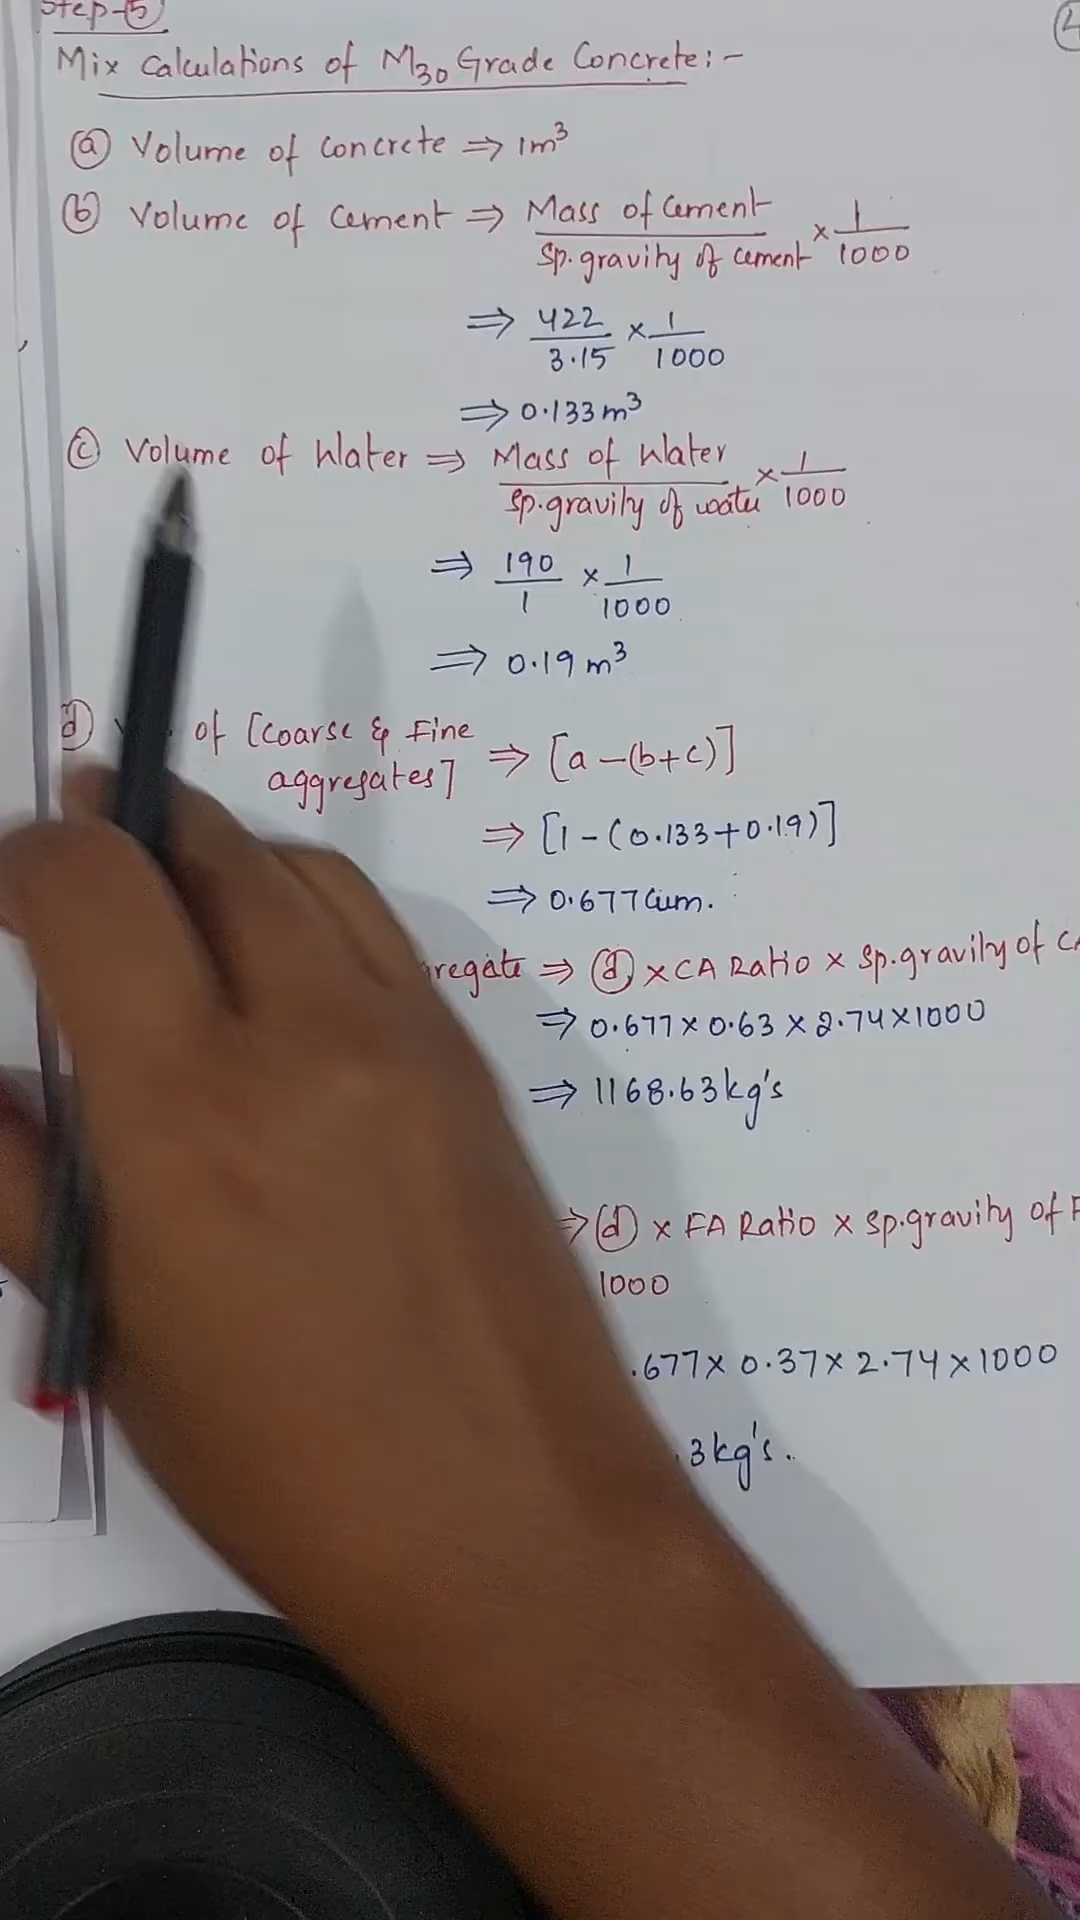 Step-⑤
Mix Calculations of M30 Grade Concrete:-
ⓐ Volume of concrete ⇒ 1m³
ⓑ Volume of Cement ⇒ Mass of Cement / Sp.gravity of cement × 1/1000
⇒ 422/3.15 × 1/1000
⇒ 0.133 m³
ⓒ Volume of Water ⇒ Mass of Water / Sp.gravity of water × 1/1000
⇒ 190/1 × 1/1000
⇒ 0.19 m³
ⓓ of [Coarse & Fine
aggregates] ⇒ [a-(b+c)]
⇒ [1-(0.133+0.19)]
⇒ 0.677 Cum.
regate ⇒ ⓓ × CA Ratio × Sp.gravity of CA
⇒ 0.677 × 0.63 × 2.74 × 1000
⇒ 1168.63 kg's
⇒ ⓓ × FA Ratio × Sp.gravity of F
1000
.677 × 0.37 × 2.74 × 1000
.3 kg's.